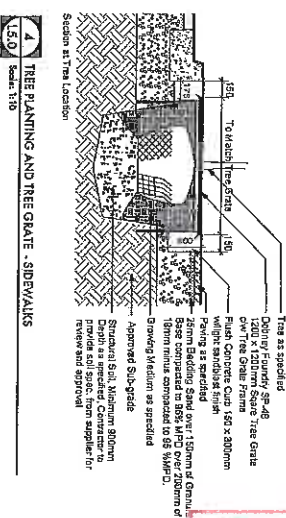 Tree as specified
Dobney Foundry SP-48
1200 x 1200mm Square Tree Grate
c/w Tree Grate Frame
Flush Concrete Curb 150 x 300mm
w/light sandblast finish
Paving as specified
25mm Bedding Sand over 150mm of Granular
Base compacted to 95% MPD over 200mm of
19mm minus compacted to 95 %MPD.
Growing Medium as specified
Approved Sub-grade
Structural Soil, Minimum 900mm
Depth as specified. Contractor to
provide soil spec. from supplier for
review and approval
150
To Match Tree Grate
150
175
300
Section at Tree Location
4
L5.0
TREE PLANTING AND TREE GRATE - SIDEWALKS
Scale: 1:10